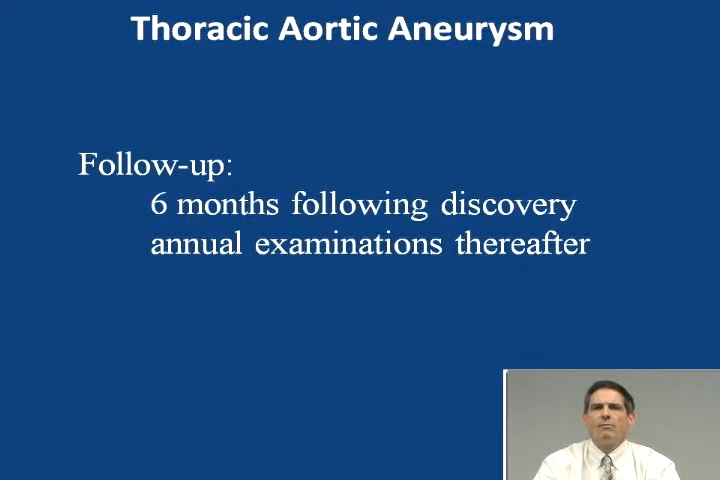 Thoracic Aortic Aneurysm
Follow-up:
6 months following discovery
annual examinations thereafter